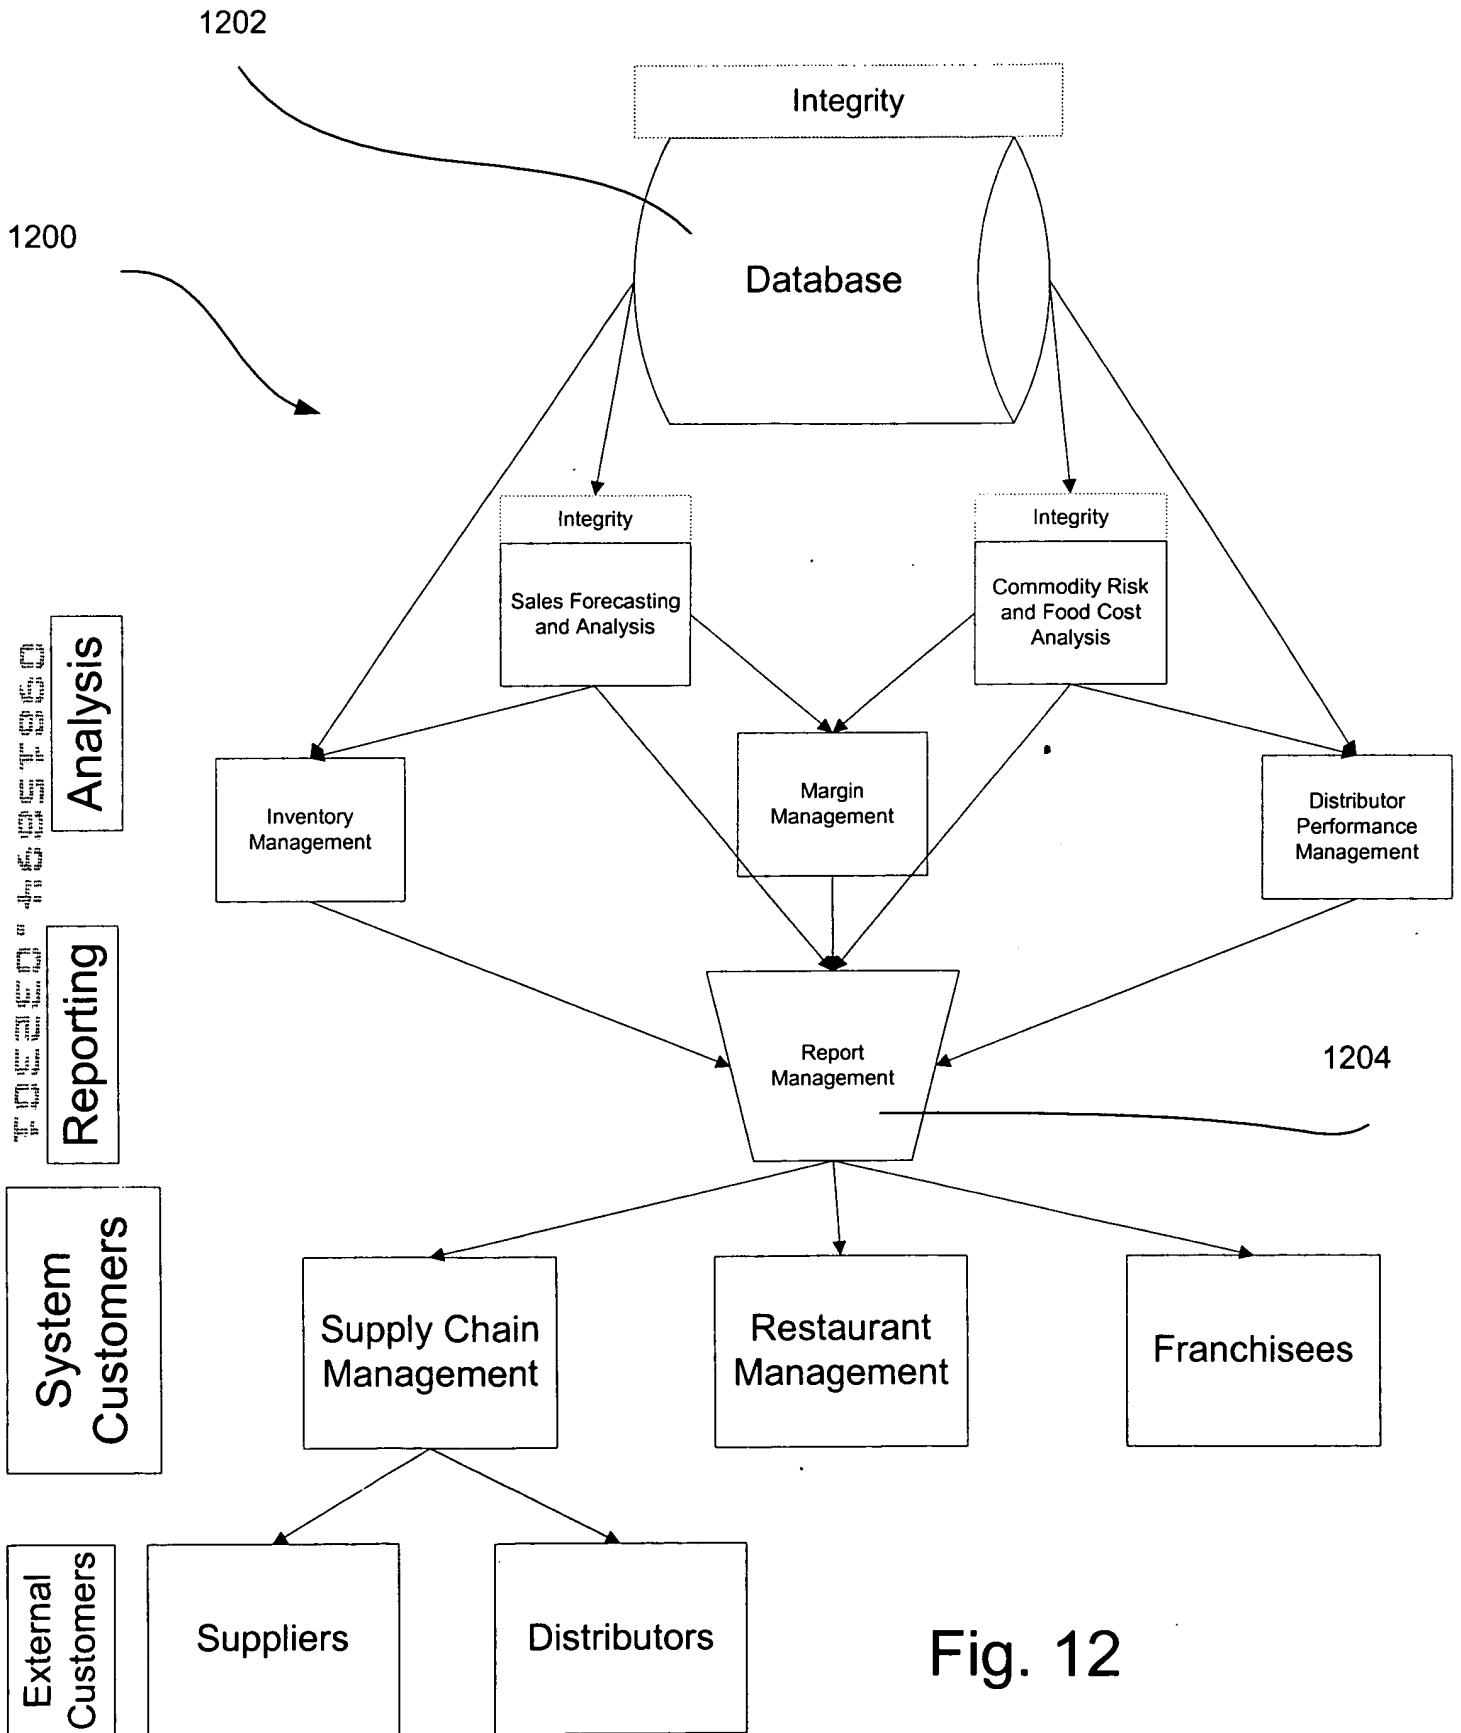 1202
Integrity
1200
Database
Integrity
Integrity
Sales Forecasting
and Analysis
Commodity Risk
and Food Cost
Analysis
Analysis
Inventory
Management
Margin
Management
Distributor
Performance
Management
Reporting
Report
Management
1204
System
Customers
Supply Chain
Management
Restaurant
Management
Franchisees
External
Customers
Suppliers
Distributors
Fig. 12